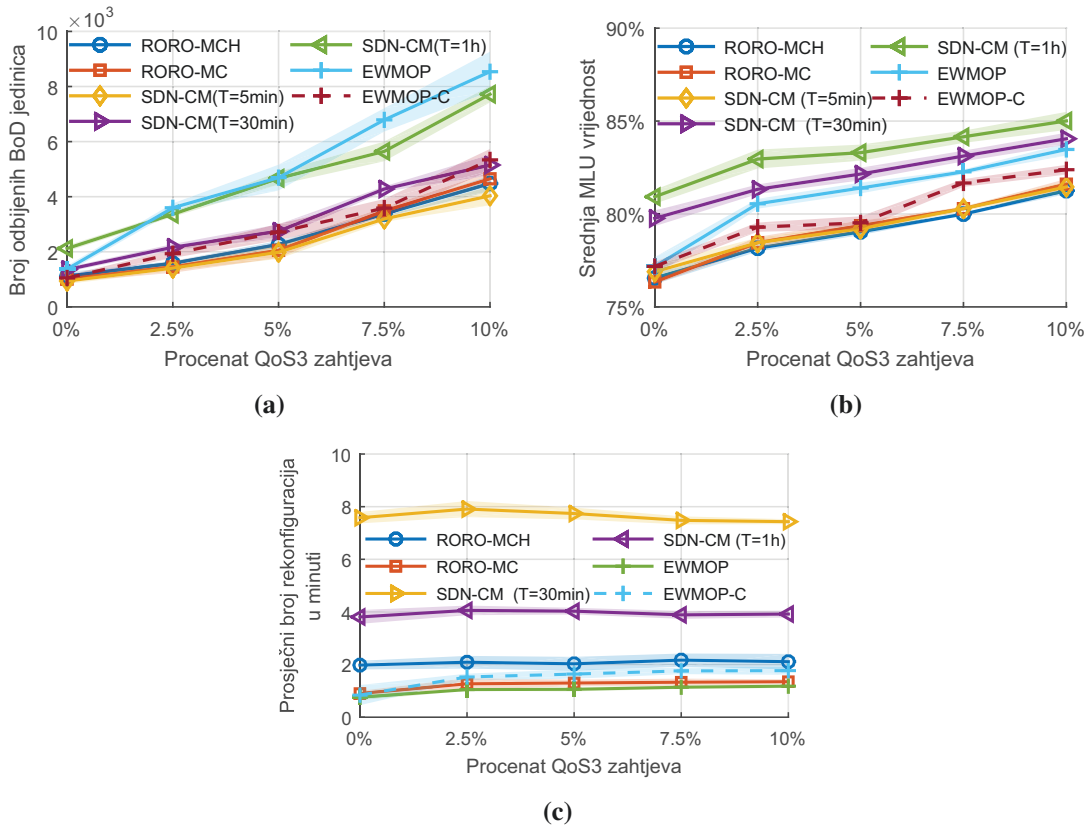 × 10³
10
8
6
4
2
0
Broj odbijenih BoD jedinica
RORO-MCH
RORO-MC
SDN-CM(T=5min)
SDN-CM(T=30min)
SDN-CM(T=1h)
EWMOP
EWMOP-C
0% 2.5% 5% 7.5% 10%
Procenat QoS3 zahtjeva
(a)
90%
85%
80%
75%
Srednja MLU vrijednost
RORO-MCH
RORO-MC
SDN-CM (T=5min)
SDN-CM (T=30min)
SDN-CM (T=1h)
EWMOP
EWMOP-C
0% 2.5% 5% 7.5% 10%
Procenat QoS3 zahtjeva
(b)
10
8
6
4
2
0
Prosječni broj rekonfiguracija
u minuti
RORO-MCH
RORO-MC
SDN-CM (T=30min)
SDN-CM (T=1h)
EWMOP
EWMOP-C
0% 2.5% 5% 7.5% 10%
Procenat QoS3 zahtjeva
(c)